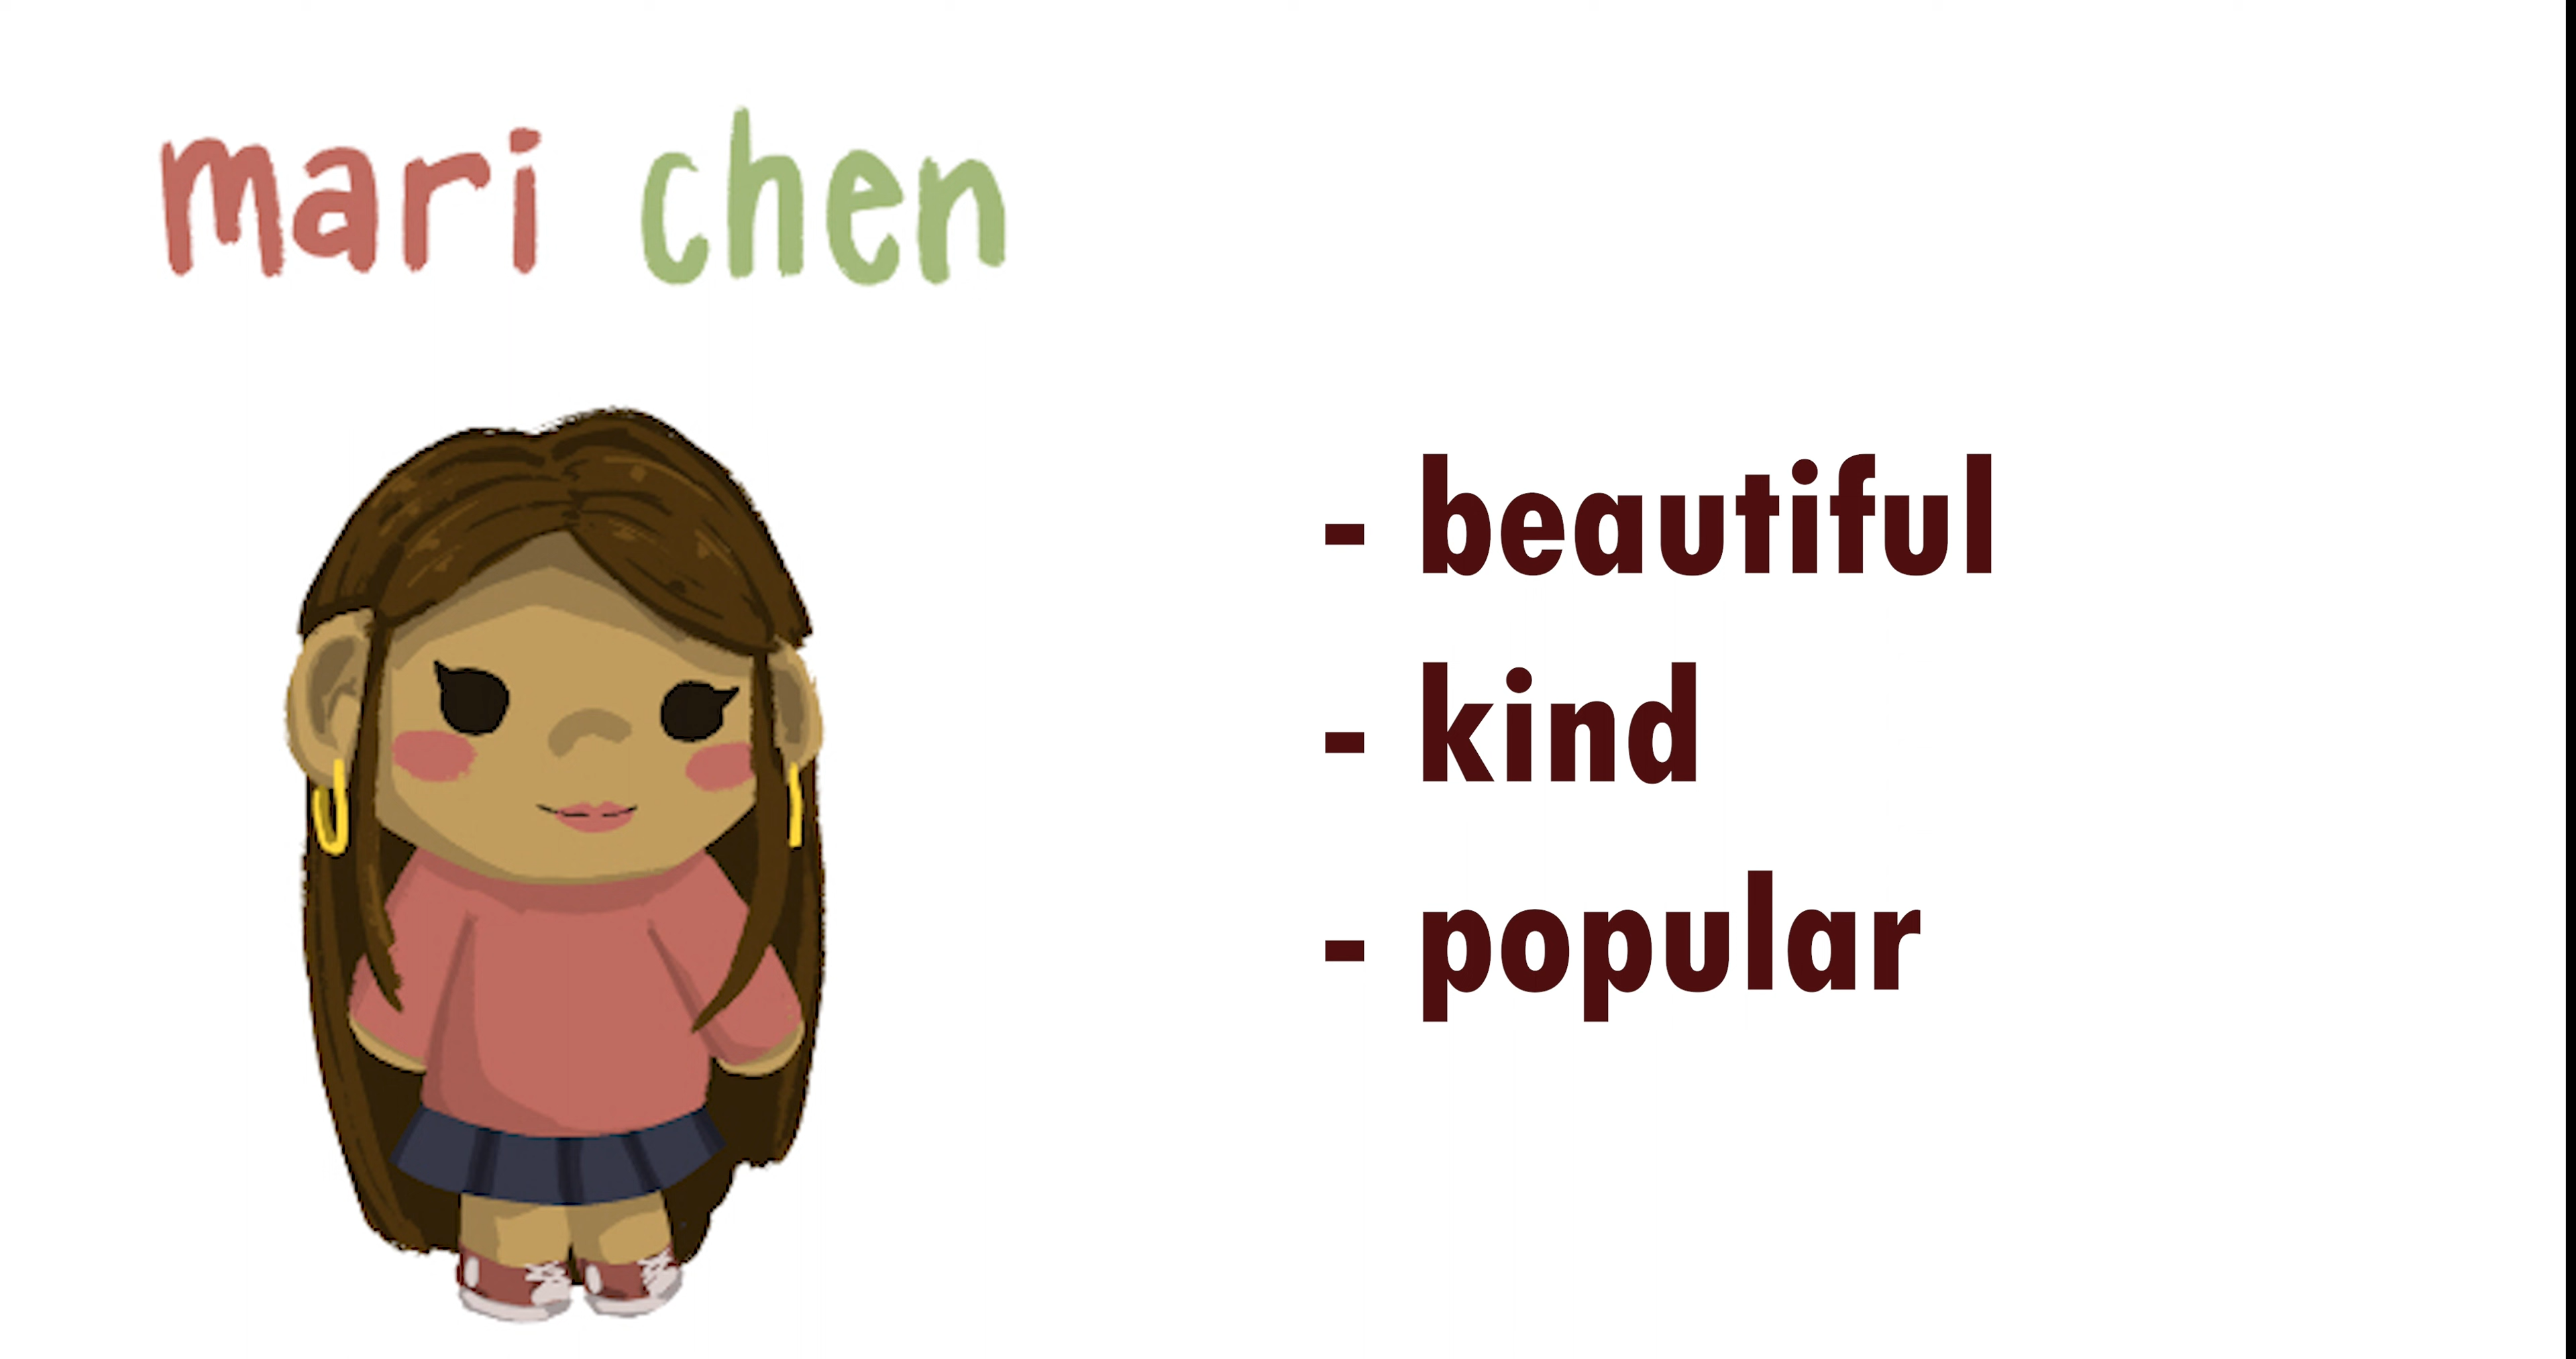 mari chen
- beautiful
- kind
- popular